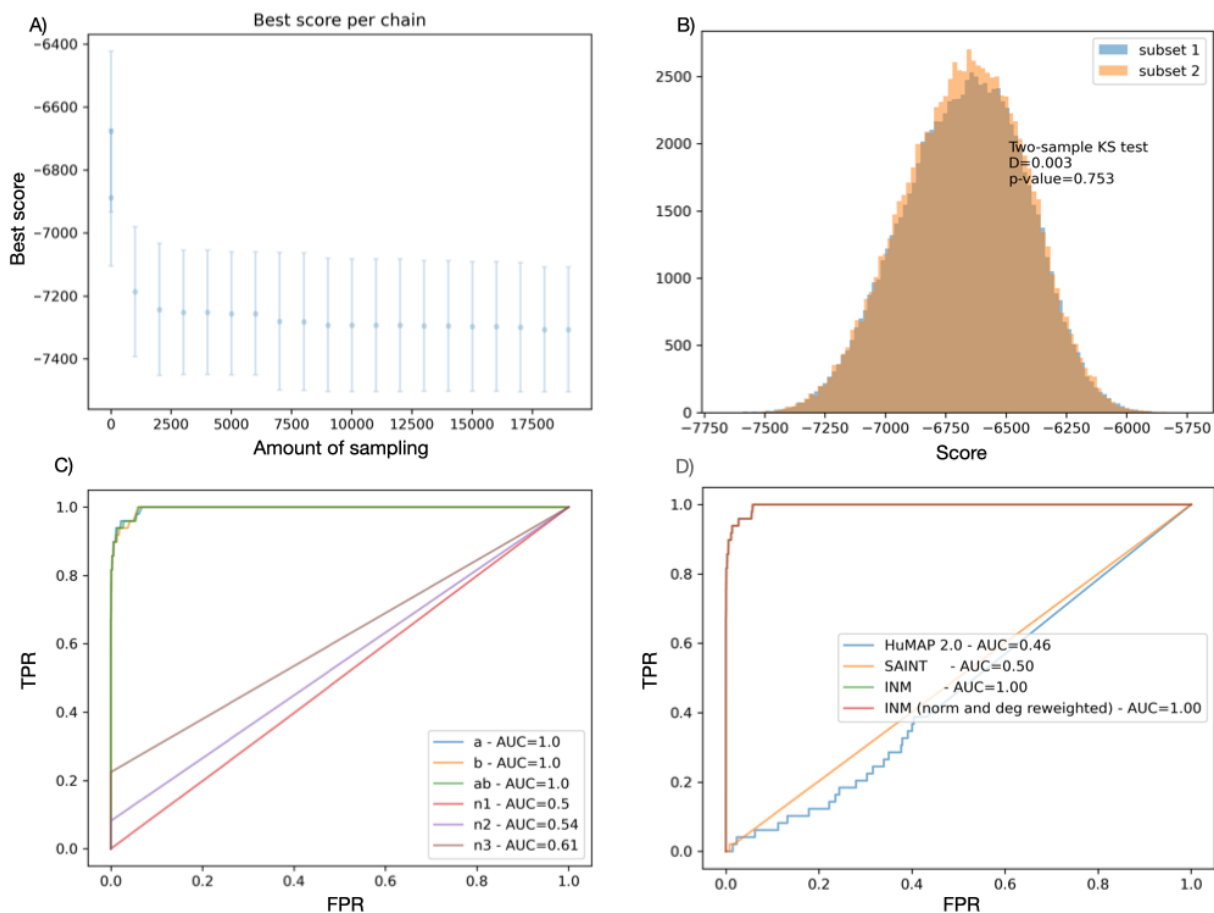 A)
Best score per chain
−6400
−6600
−6800
−7000
−7200
−7400
Best score
0 2500 5000 7500 10000 12500 15000 17500
Amount of sampling
B)
subset 1
subset 2
Two-sample KS test
D=0.003
p-value=0.753
2500
2000
1500
1000
500
0
−7750 −7500 −7250 −7000 −6750 −6500 −6250 −6000 −5750
Score
C)
1.0
0.8
0.6
0.4
0.2
0.0
TPR
a - AUC=1.0
b - AUC=1.0
ab - AUC=1.0
n1 - AUC=0.5
n2 - AUC=0.54
n3 - AUC=0.61
0.0 0.2 0.4 0.6 0.8 1.0
FPR
D)
1.0
0.8
0.6
0.4
0.2
0.0
TPR
HuMAP 2.0 - AUC=0.46
SAINT - AUC=0.50
INM - AUC=1.00
INM (norm and deg reweighted) - AUC=1.00
0.0 0.2 0.4 0.6 0.8 1.0
FPR